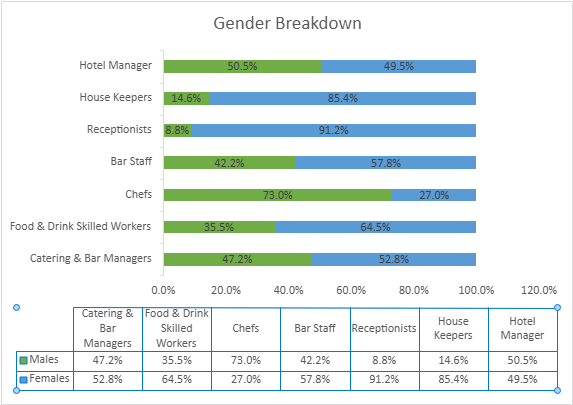 Gender Breakdown
Hotel Manager 50.5% 49.5%
House Keepers 14.6% 85.4%
Receptionists 8.8% 91.2%
Bar Staff 42.2% 57.8%
Chefs 73.0% 27.0%
Food & Drink Skilled Workers 35.5% 64.5%
Catering & Bar Managers 47.2% 52.8%
0.0% 20.0% 40.0% 60.0% 80.0% 100.0% 120.0%
Catering & Bar Managers Food & Drink Skilled Workers Chefs Bar Staff Receptionists House Keepers Hotel Manager
Males 47.2% 35.5% 73.0% 42.2% 8.8% 14.6% 50.5%
Females 52.8% 64.5% 27.0% 57.8% 91.2% 85.4% 49.5%